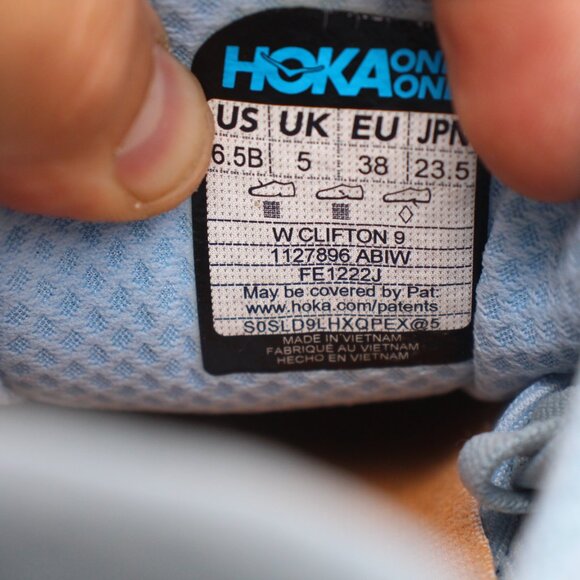 HOKA ONE ONE
US UK EU JPN
6.5B 5 38 23.5
W CLIFTON 9
1127896 ABIW
FE1222J
May be covered by Pat.
www.hoka.com/patents
S0SLD9LHXQPEX@5
MADE IN VIETNAM
FABRIQUÉ AU VIETNAM
HECHO EN VIETNAM